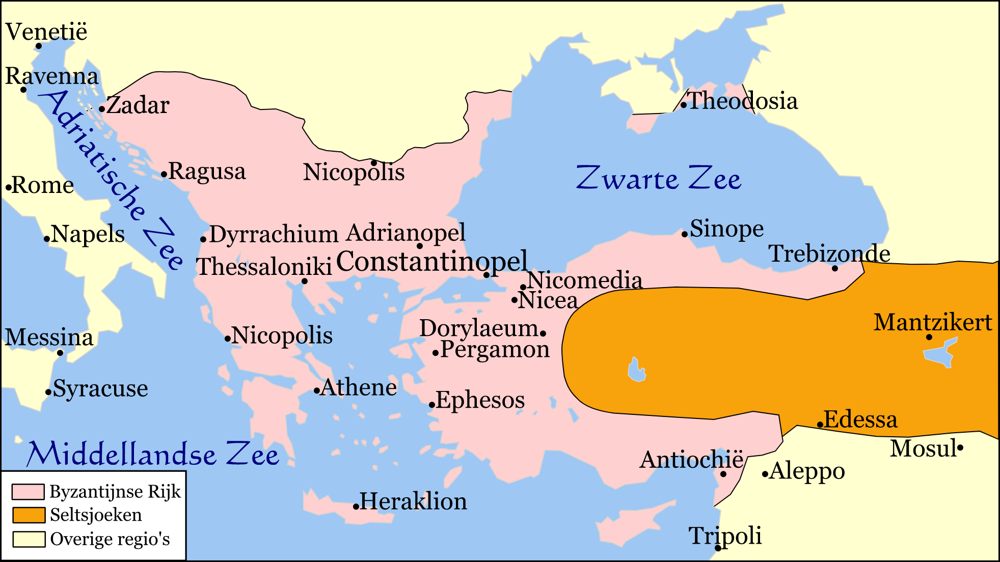 Venetië
Ravenna
Zadar
Theodosia
Adriatische Zee
Ragusa
Nicopolis
Zwarte Zee
Rome
Napels
Dyrrachium
Adrianopel
Sinope
Thessaloniki
Constantinopel
Trebizonde
Nicomedia
Nicea
Messina
Nicopolis
Dorylaeum
Mantzikert
Pergamon
Syracuse
Athene
Ephesos
Edessa
Middellandse Zee
Antiochië
Mosul
Aleppo
Heraklion
Tripoli
Byzantijnse Rijk
Seltsjoeken
Overige regio's